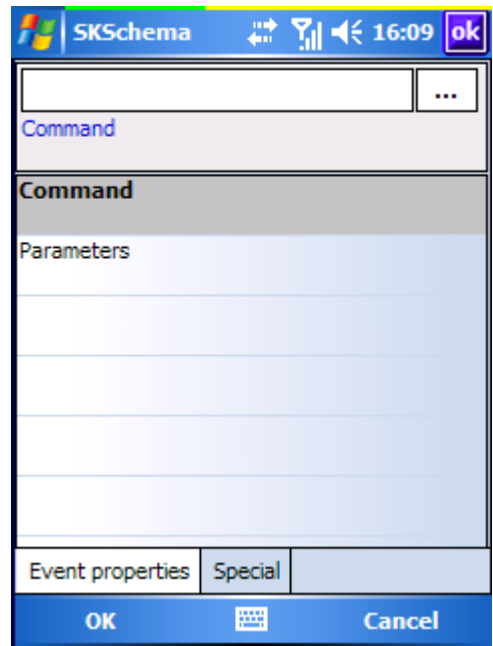 SKSchema 16:09 ok
...
Command
Command
Parameters
Event properties Special
OK Cancel